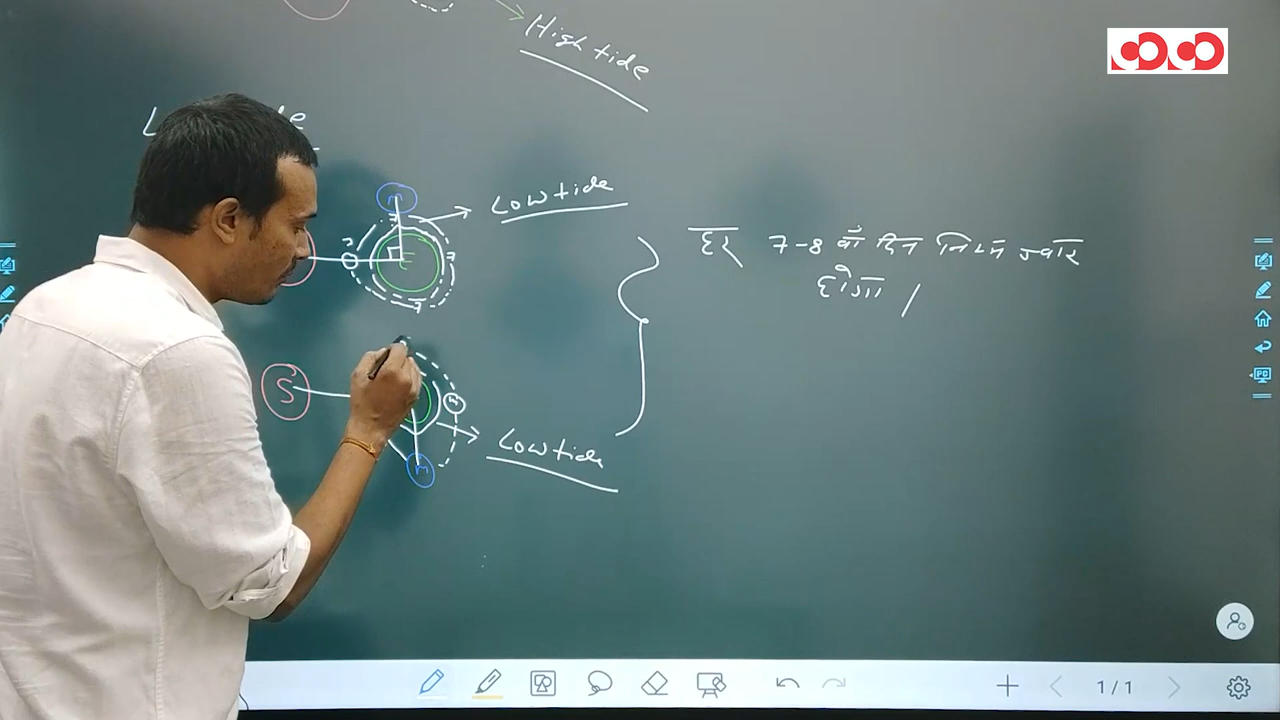 High tide
Low tide
M
E
हर 7-8 वाँ दिन निम्न ज्वार
होगा।
S
M
Low tide
M
1/1